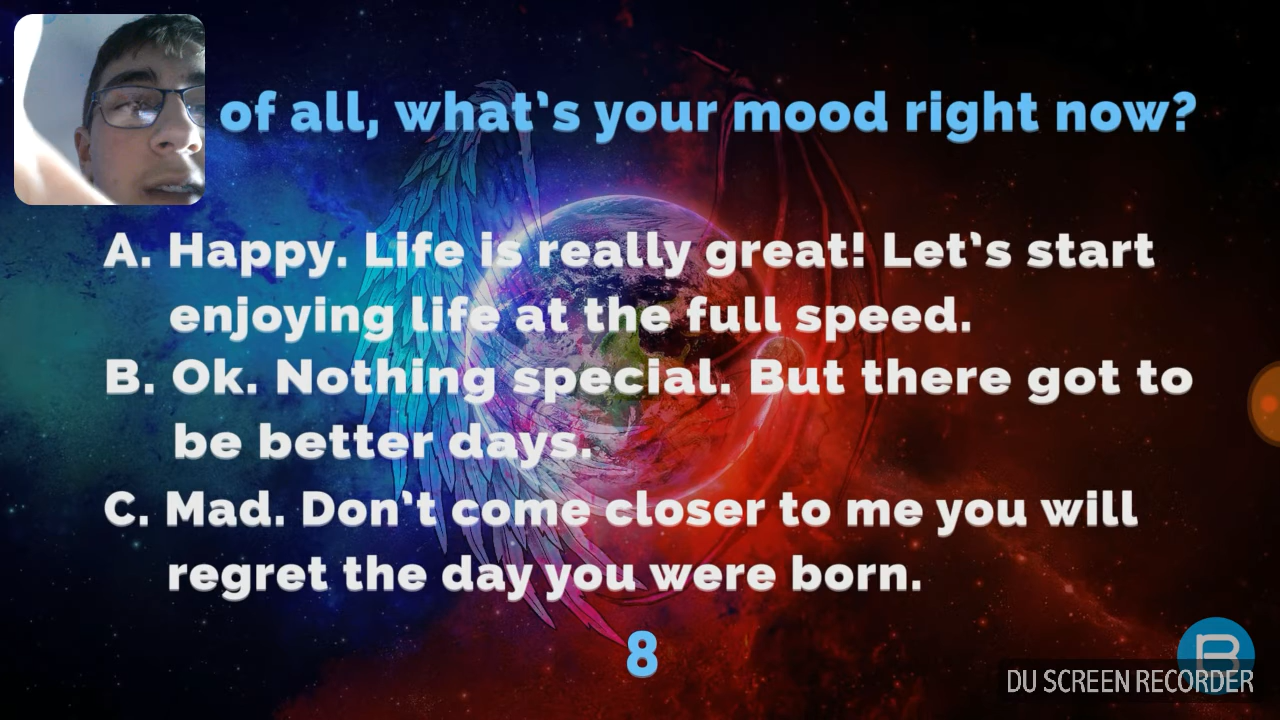 of all, what's your mood right now?
A. Happy. Life is really great! Let's start
enjoying life at the full speed.
B. Ok. Nothing special. But there got to
be better days.
C. Mad. Don't come closer to me you will
regret the day you were born.
8
B
DU SCREEN RECORDER